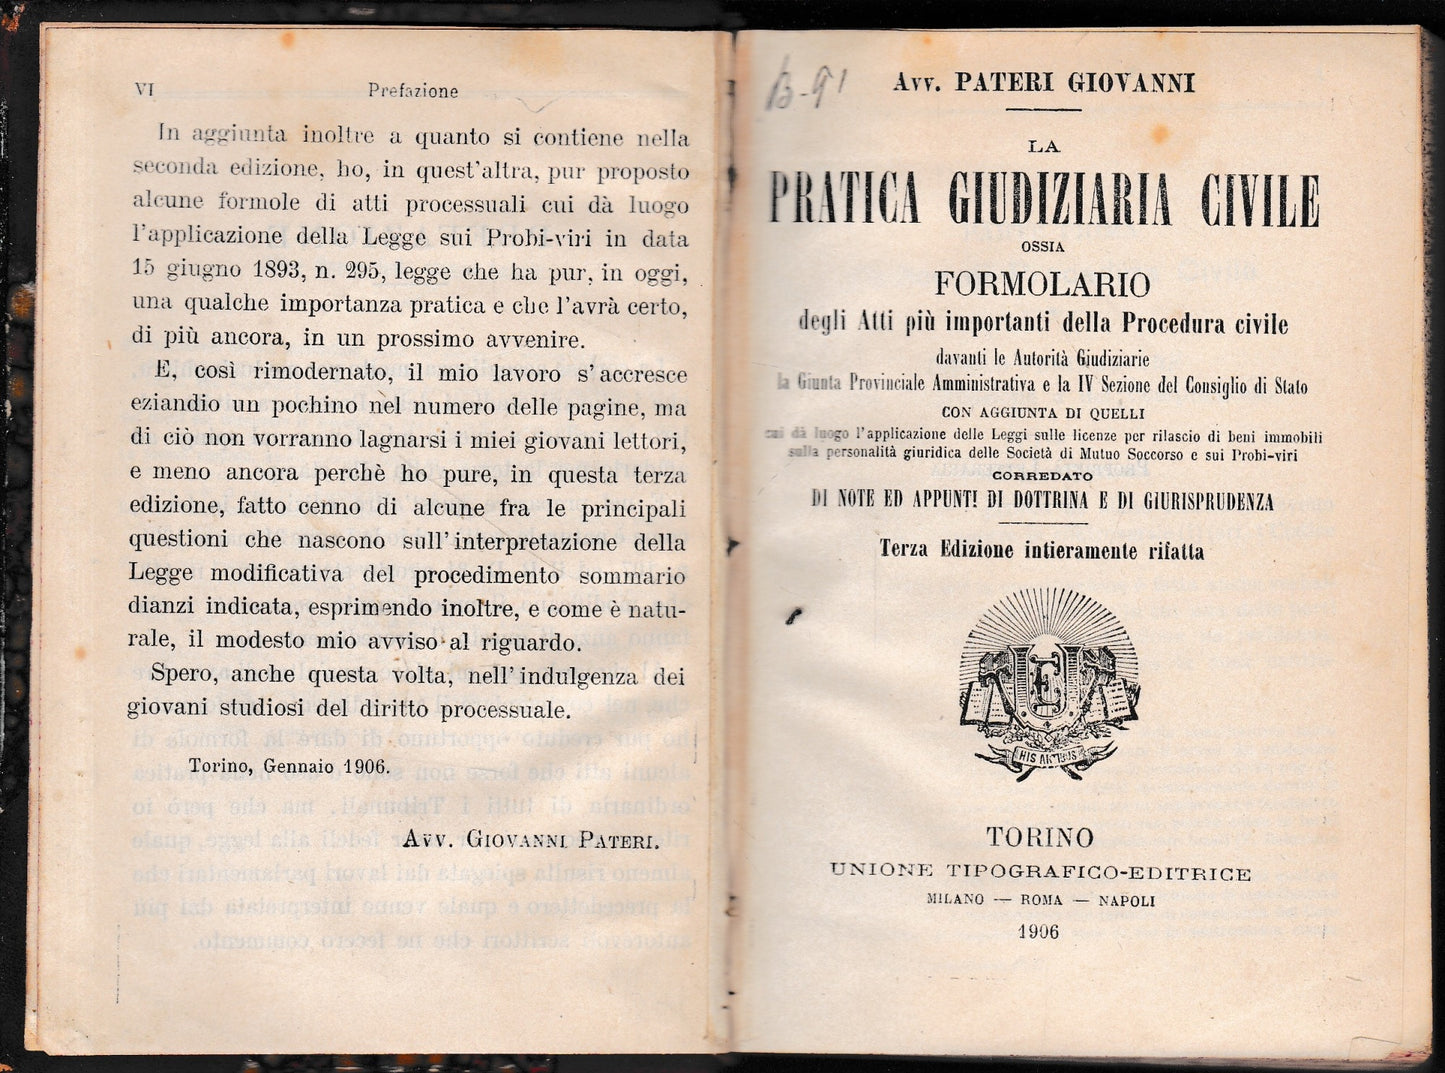 VI
Prefazione
In aggiunta inoltre a quanto si contiene nella
seconda edizione, ho, in quest'altra, pur proposto
alcune formole di atti processuali cui dà luogo
l'applicazione della Legge sui Probi-viri in data
15 giugno 1893, n. 295, legge che ha pur, in oggi,
una qualche importanza pratica e che l'avrà certo,
di più ancora, in un prossimo avvenire.
E, così rimodernato, il mio lavoro s'accresce
eziandio un pochino nel numero delle pagine, ma
di ciò non vorranno lagnarsi i miei giovani lettori,
e meno ancora perchè ho pure, in questa terza
edizione, fatto cenno di alcune fra le principali
questioni che nascono sull'interpretazione della
Legge modificativa del procedimento sommario
dianzi indicata, esprimendo inoltre, e come è natu-
rale, il modesto mio avviso al riguardo.
Spero, anche questa volta, nell'indulgenza dei
giovani studiosi del diritto processuale.
Torino, Gennaio 1906.
Avv. Giovanni Pateri.
B-91
Avv. PATERI GIOVANNI
LA
PRATICA GIUDIZIARIA CIVILE
OSSIA
FORMOLARIO
degli Atti più importanti della Procedura civile
davanti le Autorità Giudiziarie
la Giunta Provinciale Amministrativa e la IV Sezione del Consiglio di Stato
CON AGGIUNTA DI QUELLI
cui dà luogo l'applicazione delle Leggi sulle licenze per rilascio di beni immobili
sulla personalità giuridica delle Società di Mutuo Soccorso e sui Probi-viri
CORREDATO
DI NOTE ED APPUNTI DI DOTTRINA E DI GIURISPRUDENZA
Terza Edizione intieramente rifatta
UTE
HIS ARTIBUS
TORINO
UNIONE TIPOGRAFICO-EDITRICE
MILANO — ROMA — NAPOLI
1906